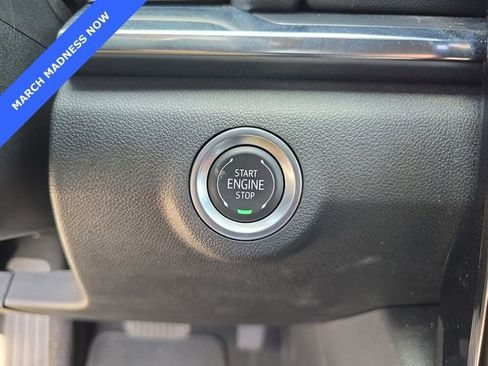 MARCH MADNESS NOW
START
ENGINE
STOP